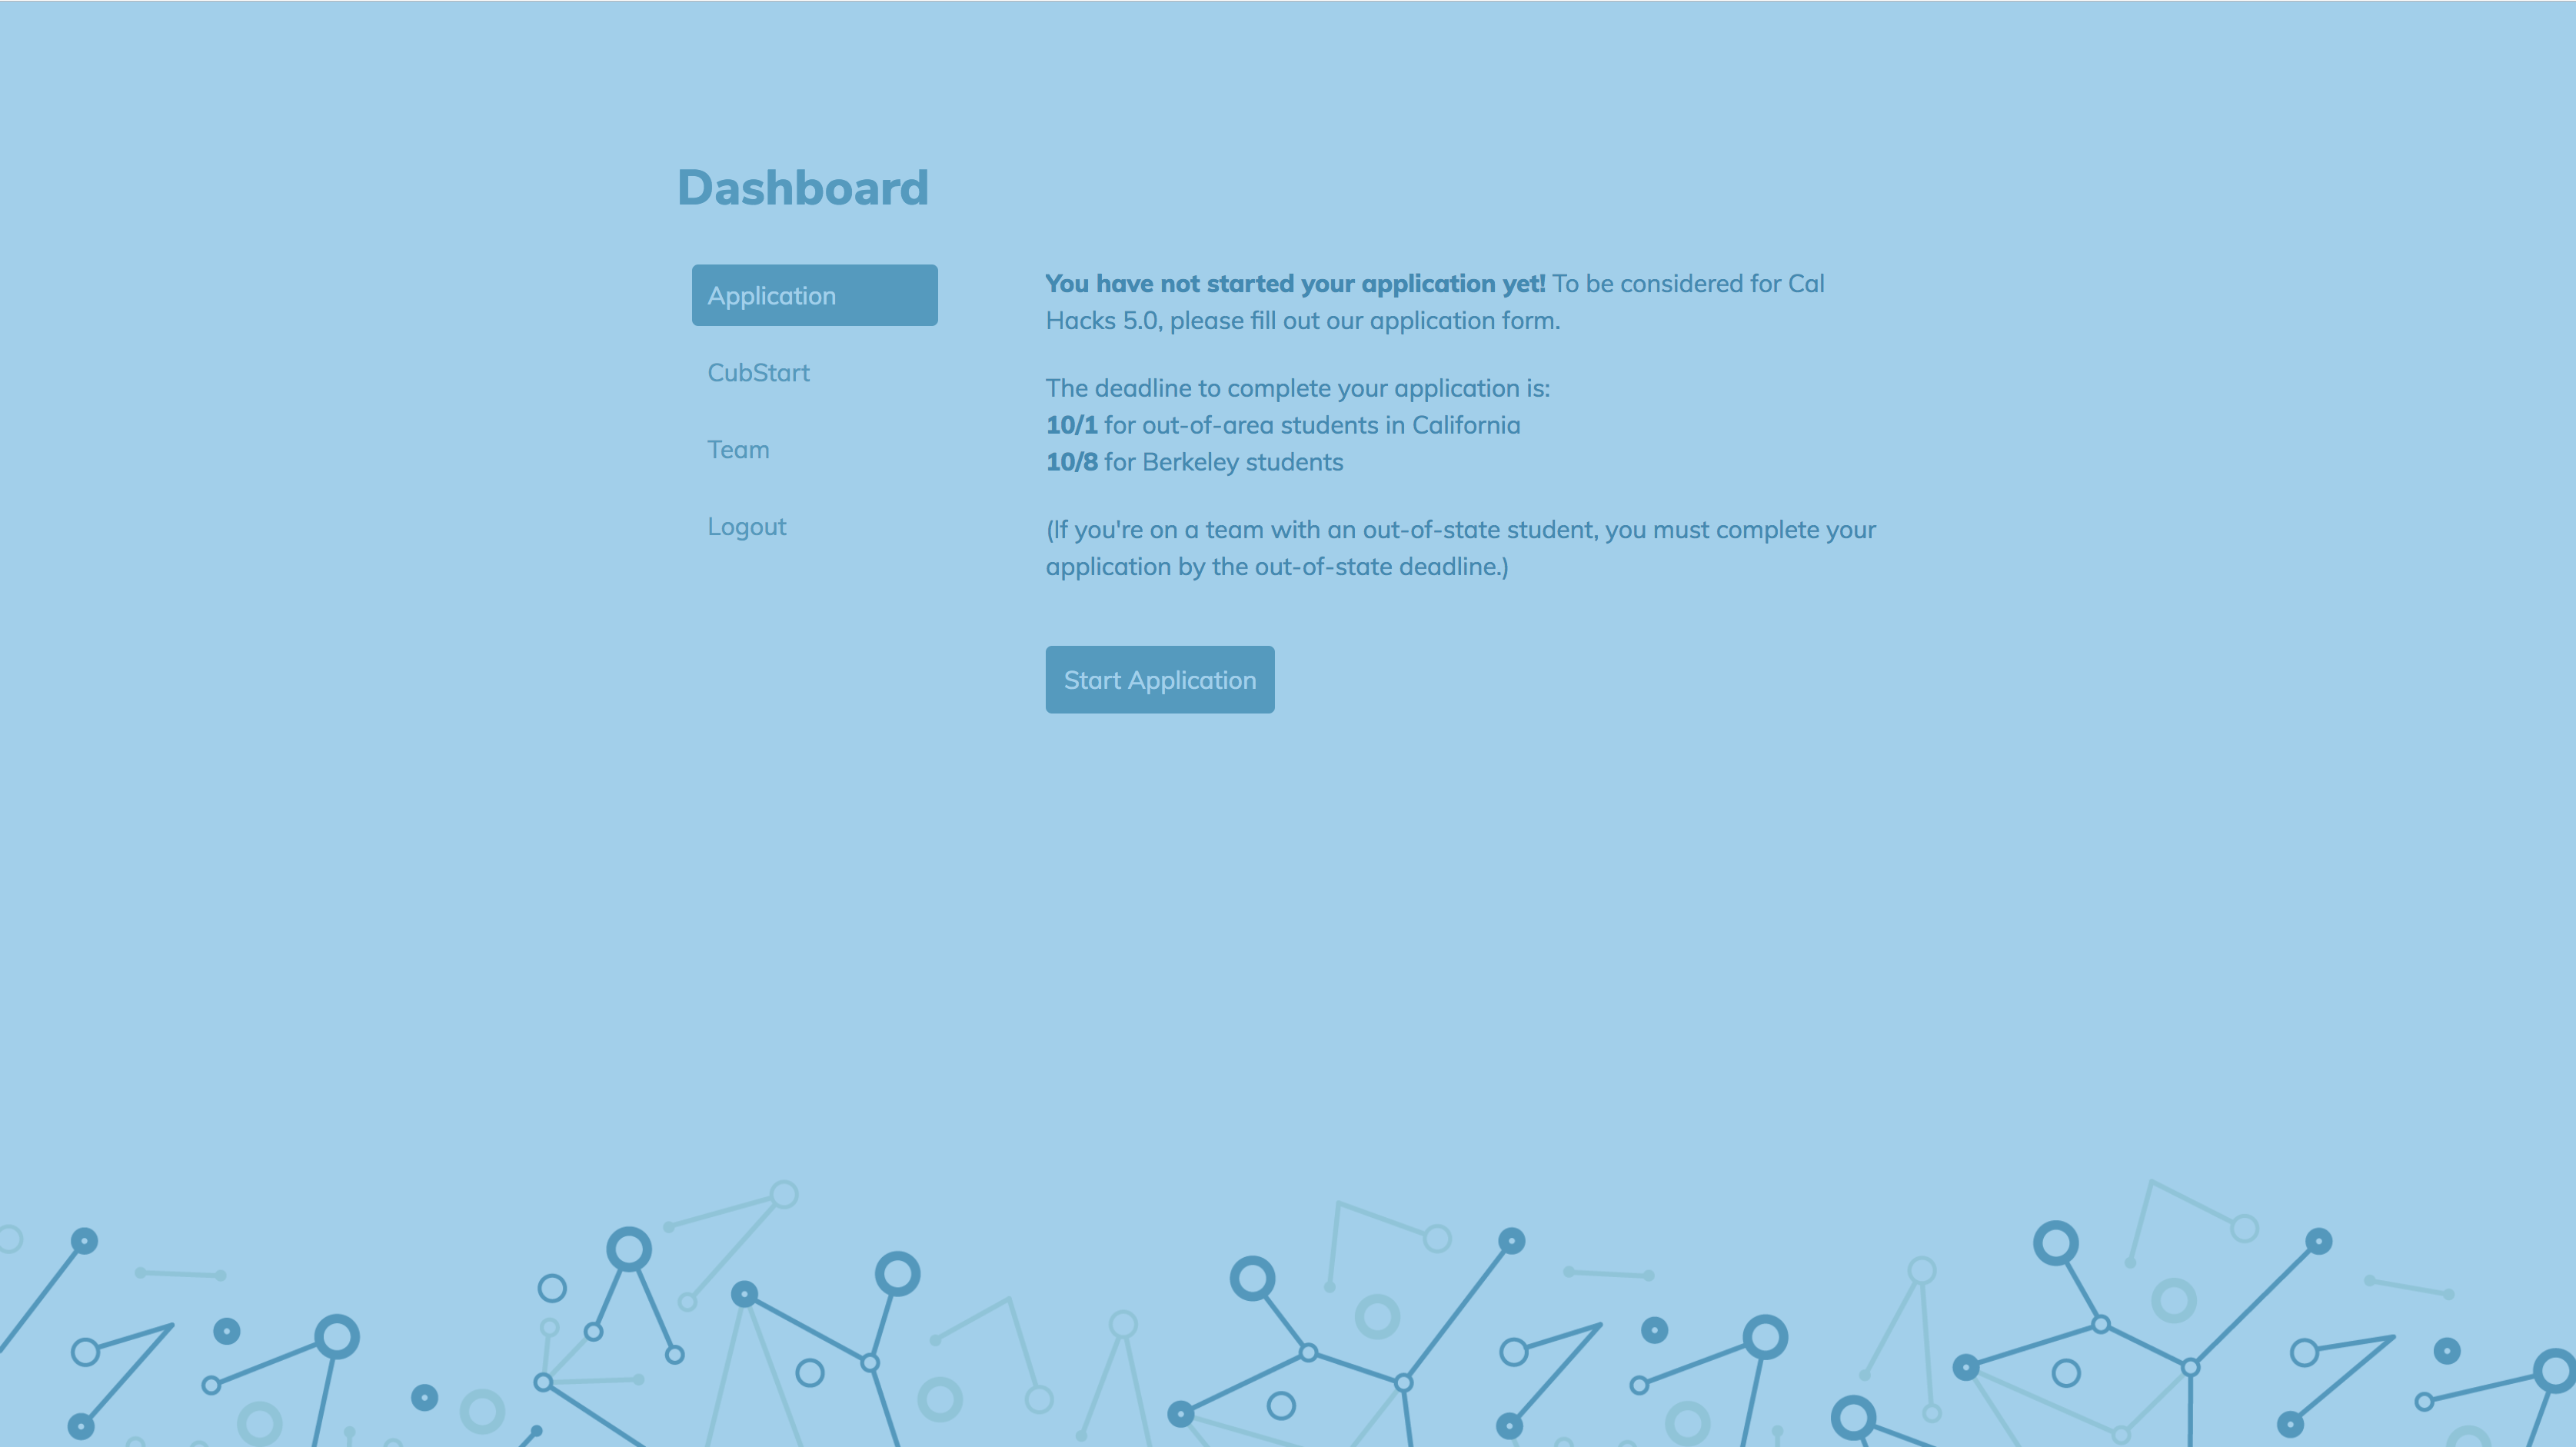 Dashboard
Application
CubStart
Team
Logout
You have not started your application yet! To be considered for Cal
Hacks 5.0, please fill out our application form.
The deadline to complete your application is:
10/1 for out-of-area students in California
10/8 for Berkeley students
(If you're on a team with an out-of-state student, you must complete your
application by the out-of-state deadline.)
Start Application